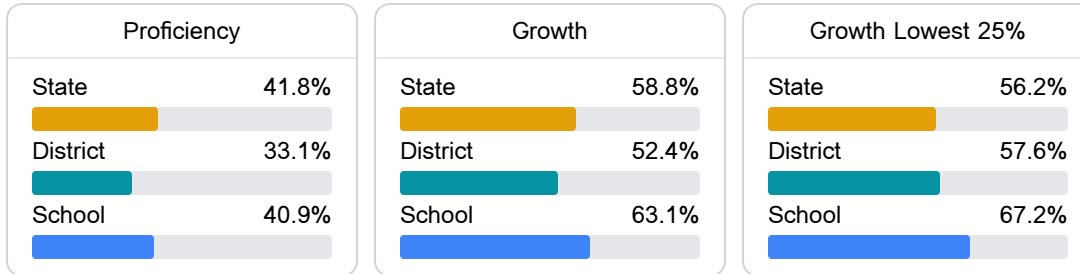 Proficiency
State 41.8%
District 33.1%
School 40.9%
Growth
State 58.8%
District 52.4%
School 63.1%
Growth Lowest 25%
State 56.2%
District 57.6%
School 67.2%